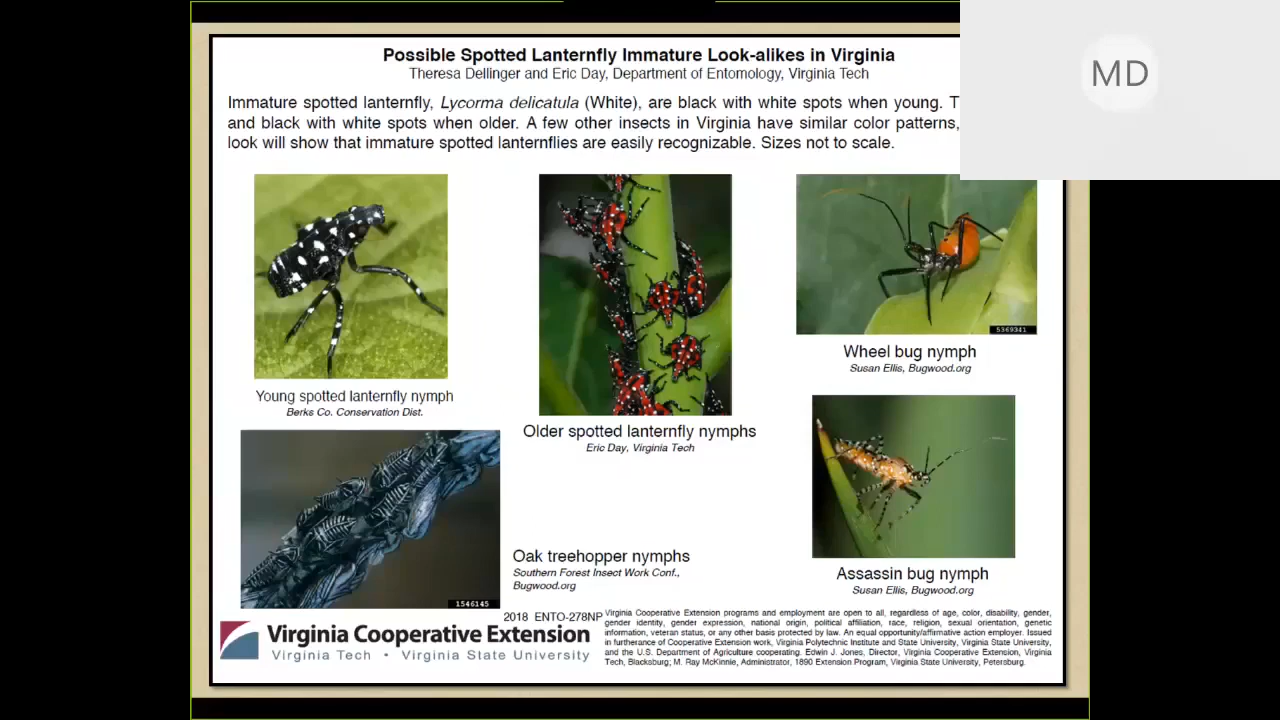 Possible Spotted Lanternfly Immature Look-alikes in Virginia
Theresa Dellinger and Eric Day, Department of Entomology, Virginia Tech
MD
Immature spotted lanternfly, Lycorma delicatula (White), are black with white spots when young. T
and black with white spots when older. A few other insects in Virginia have similar color patterns,
look will show that immature spotted lanternflies are easily recognizable. Sizes not to scale.
5369341
Wheel bug nymph
Susan Ellis, Bugwood.org
Young spotted lanternfly nymph
Berks Co. Conservation Dist.
Older spotted lanternfly nymphs
Eric Day, Virginia Tech
Oak treehopper nymphs
Southern Forest Insect Work Conf.,
Bugwood.org
1546145
Assassin bug nymph
Susan Ellis, Bugwood.org
2018 ENTO-278NP
Virginia Cooperative Extension
Virginia Tech • Virginia State University
Virginia Cooperative Extension programs and employment are open to all, regardless of age, color, disability, gender,
gender identity, gender expression, national origin, political affiliation, race, religion, sexual orientation, genetic
information, veteran status, or any other basis protected by law. An equal opportunity/affirmative action employer. Issued
in furtherance of Cooperative Extension work, Virginia Polytechnic Institute and State University, Virginia State University,
and the U.S. Department of Agriculture cooperating. Edwin J. Jones, Director, Virginia Cooperative Extension, Virginia
Tech, Blacksburg; M. Ray McKinnie, Administrator, 1890 Extension Program, Virginia State University, Petersburg.